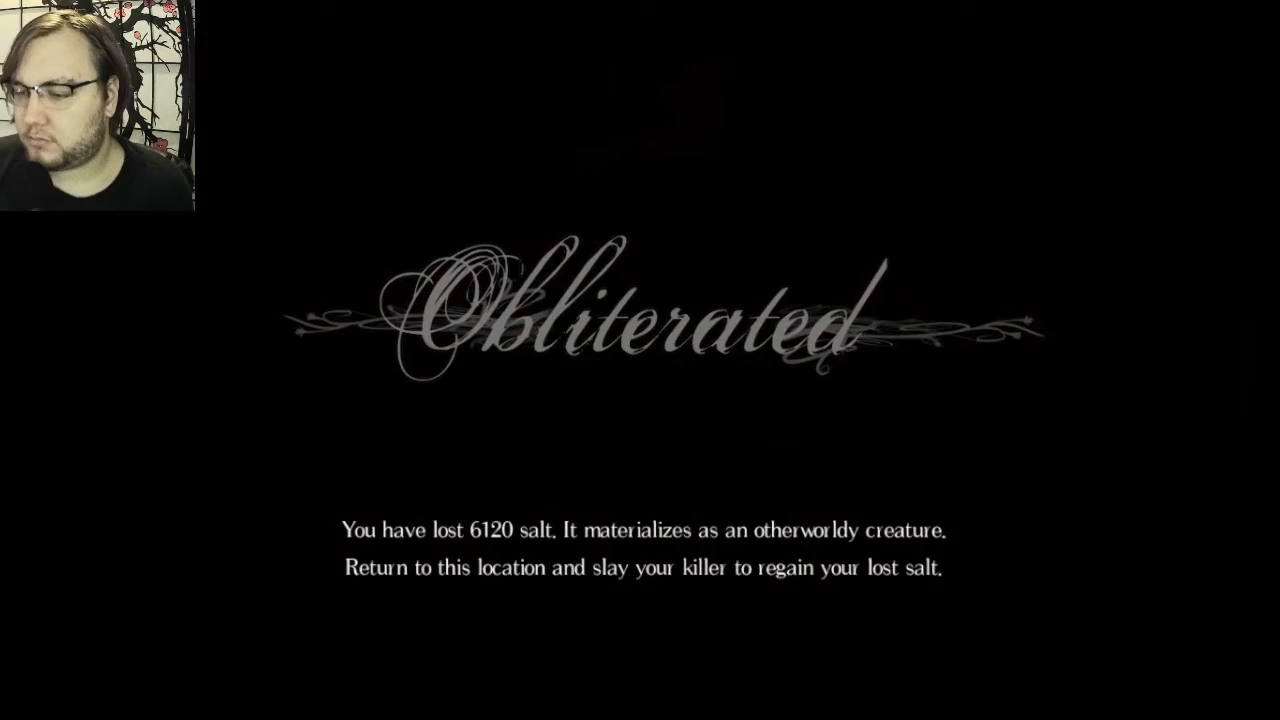 Obliterated
You have lost 6120 salt. It materializes as an otherworldy creature.
Return to this location and slay your killer to regain your lost salt.